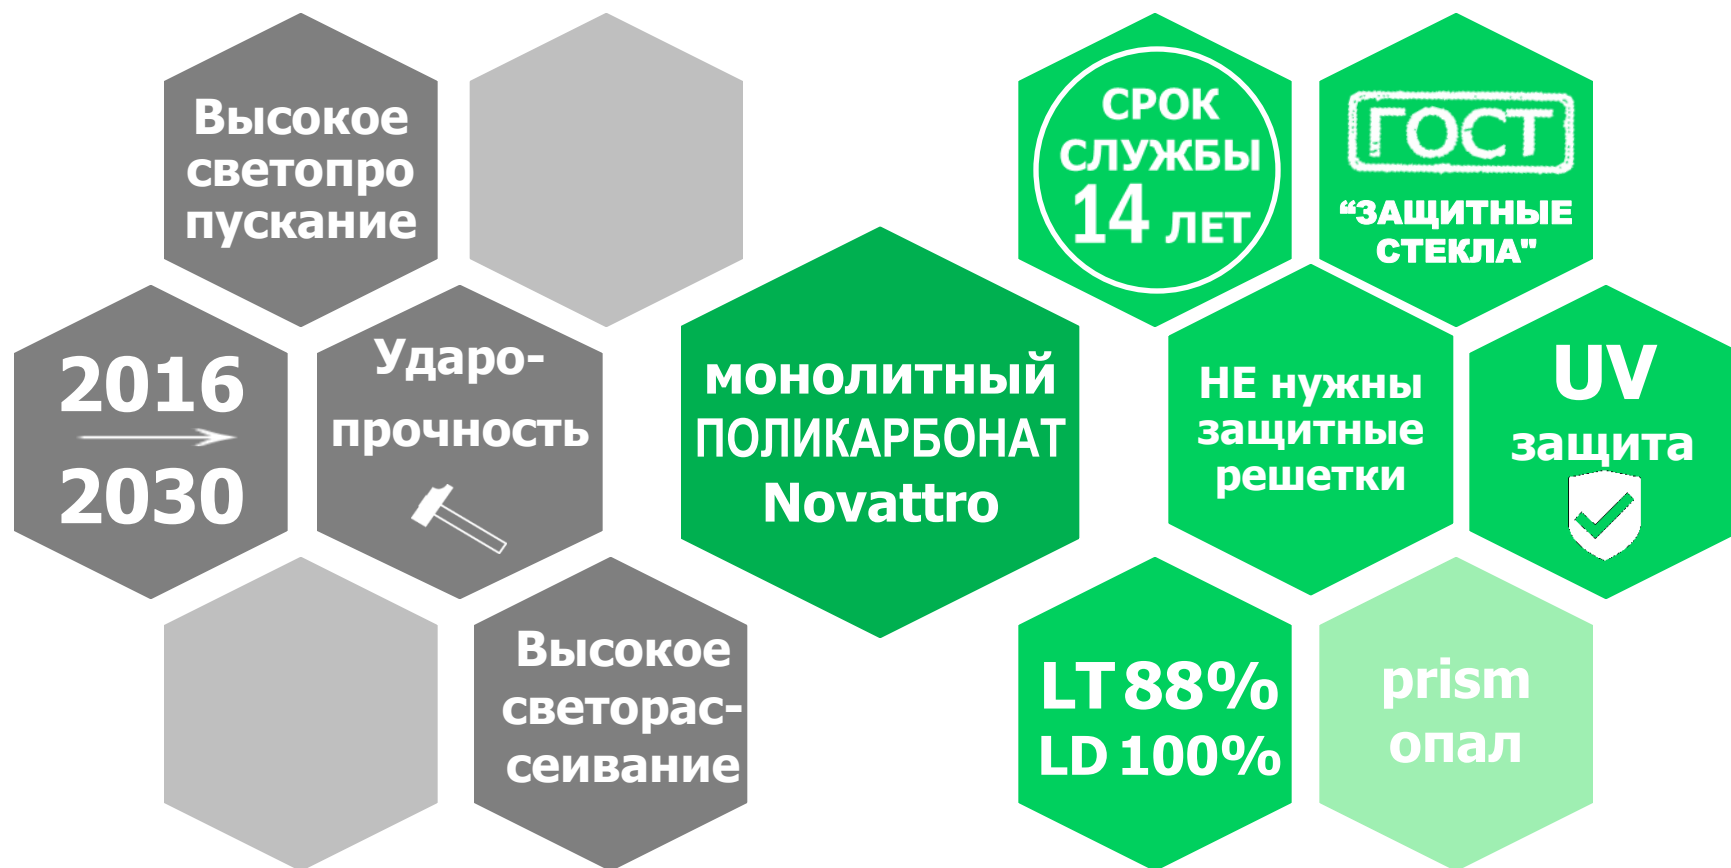 Высокое
светопро
пускание
2016
2030
Ударо-
прочность
Высокое
светорас-
сеивание
монолитный
ПОЛИКАРБОНАТ
Novattro
СРОК
СЛУЖБЫ
14 ЛЕТ
ГОСТ
“ЗАЩИТНЫЕ
СТЕКЛА"
НЕ нужны
защитные
решетки
UV
защита
LT 88%
LD 100%
prism
опал